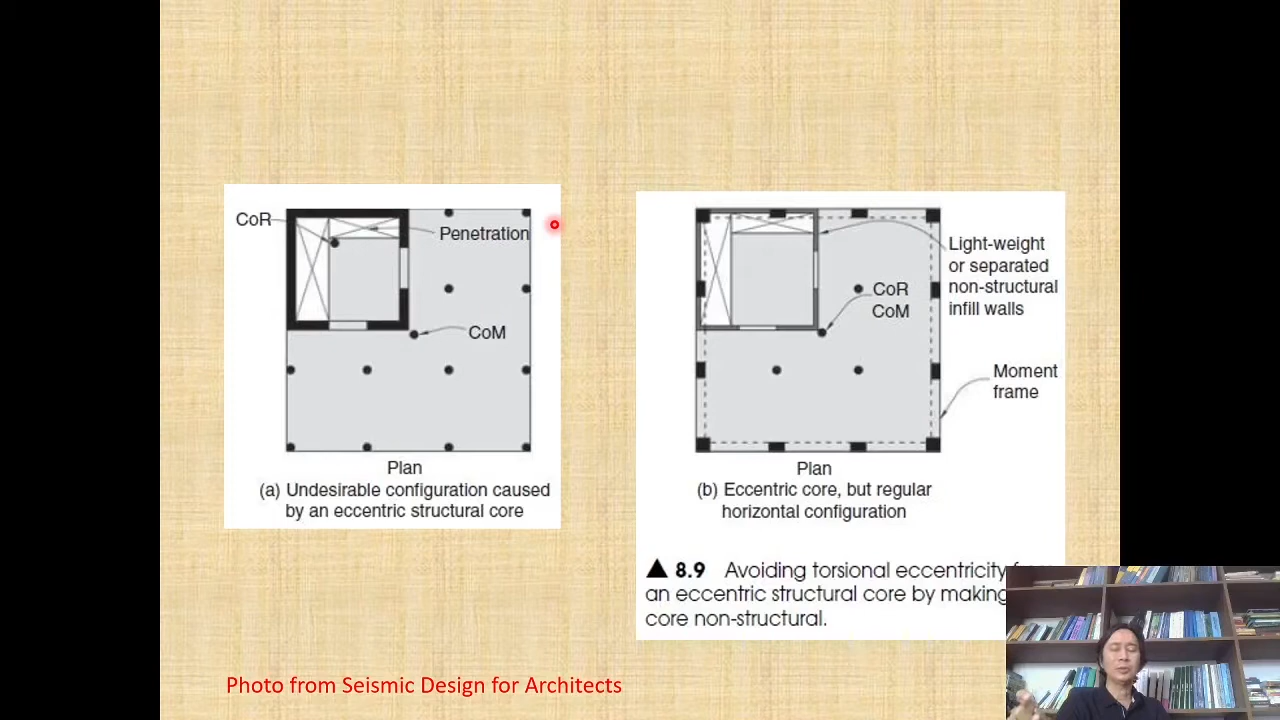 CoR
Penetration
CoM
Plan
(a) Undesirable configuration caused
by an eccentric structural core
Light-weight
or separated
non-structural
infill walls
CoR
CoM
Moment
frame
Plan
(b) Eccentric core, but regular
horizontal configuration
▲ 8.9 Avoiding torsional eccentricity
an eccentric structural core by making
core non-structural.
Photo from Seismic Design for Architects